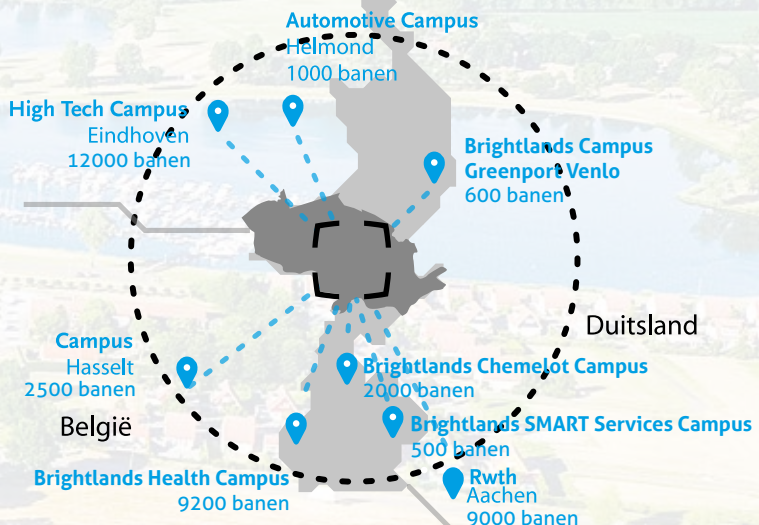 Automotive Campus
Helmond
1000 banen
High Tech Campus
Eindhoven
12000 banen
Brightlands Campus
Greenport Venlo
600 banen
Duitsland
Campus
Hasselt
2500 banen
België
Brightlands Chemelot Campus
2000 banen
Brightlands SMART Services Campus
500 banen
Brightlands Health Campus
9200 banen
Rwth
Aachen
9000 banen